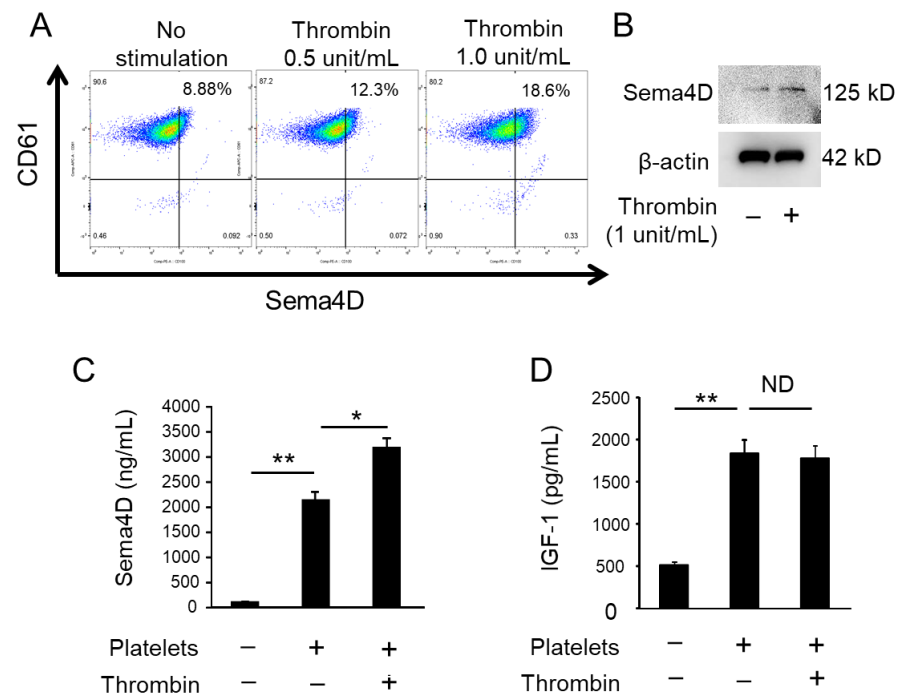 A
No stimulation
Thrombin 0.5 unit/mL
Thrombin 1.0 unit/mL
90.6
8.88%
87.2
12.3%
80.2
18.6%
CD61
0.46
0.092
0.50
0.072
0.90
0.33
Sema4D
B
Sema4D
125 kD
β-actin
42 kD
Thrombin
(1 unit/mL)
– +
C
Sema4D (ng/mL)
4000
3500
3000
2500
2000
1500
1000
500
0
**
*
Platelets – + +
Thrombin – – +
D
IGF-1 (pg/mL)
2500
2000
1500
1000
500
0
**
ND
Platelets – + +
Thrombin – – +